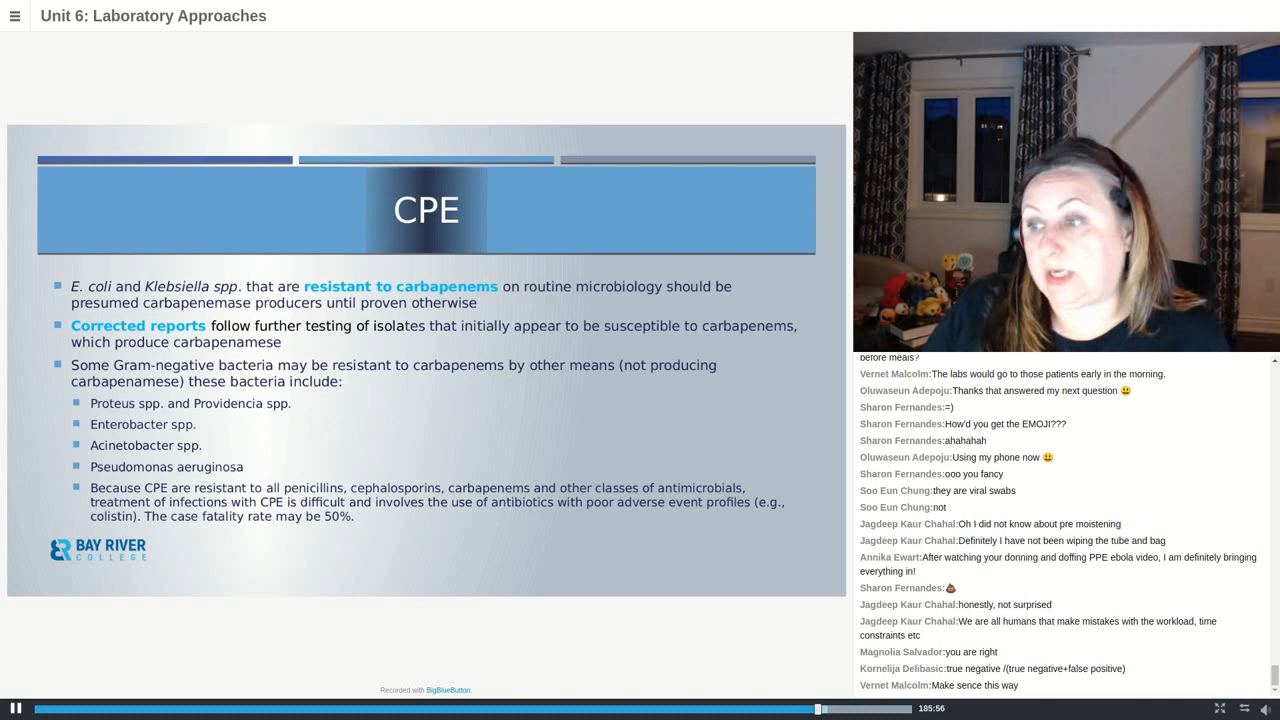 Unit 6: Laboratory Approaches
CPE
E. coli and Klebsiella spp. that are resistant to carbapenems on routine microbiology should be
presumed carbapenemase producers until proven otherwise
Corrected reports follow further testing of isolates that initially appear to be susceptible to carbapenems,
which produce carbapenamese
Some Gram-negative bacteria may be resistant to carbapenems by other means (not producing
carbapenamese) these bacteria include:
Proteus spp. and Providencia spp.
Enterobacter spp.
Acinetobacter spp.
Pseudomonas aeruginosa
Because CPE are resistant to all penicillins, cephalosporins, carbapenems and other classes of antimicrobials,
treatment of infections with CPE is difficult and involves the use of antibiotics with poor adverse event profiles (e.g.,
colistin). The case fatality rate may be 50%.
BAY RIVER
COLLEGE
Recorded with BigBlueButton.
before meals?
Vernet Malcolm:The labs would go to those patients early in the morning.
Oluwaseun Adepoju:Thanks that answered my next question 😃
Sharon Fernandes:=)
Sharon Fernandes:How'd you get the EMOJI???
Sharon Fernandes:ahahahah
Oluwaseun Adepoju:Using my phone now 😃
Sharon Fernandes:ooo you fancy
Soo Eun Chung:they are viral swabs
Soo Eun Chung:not
Jagdeep Kaur Chahal:Oh I did not know about pre moistening
Jagdeep Kaur Chahal:Definitely I have not been wiping the tube and bag
Annika Ewart:After watching your donning and doffing PPE ebola video, I am definitely bringing
everything in!
Sharon Fernandes:💩
Jagdeep Kaur Chahal:honestly, not surprised
Jagdeep Kaur Chahal:We are all humans that make mistakes with the workload, time
constraints etc
Magnolia Salvador:you are right
Kornelija Delibasic:true negative /(true negative+false positive)
Vernet Malcolm:Make sence this way
185:56